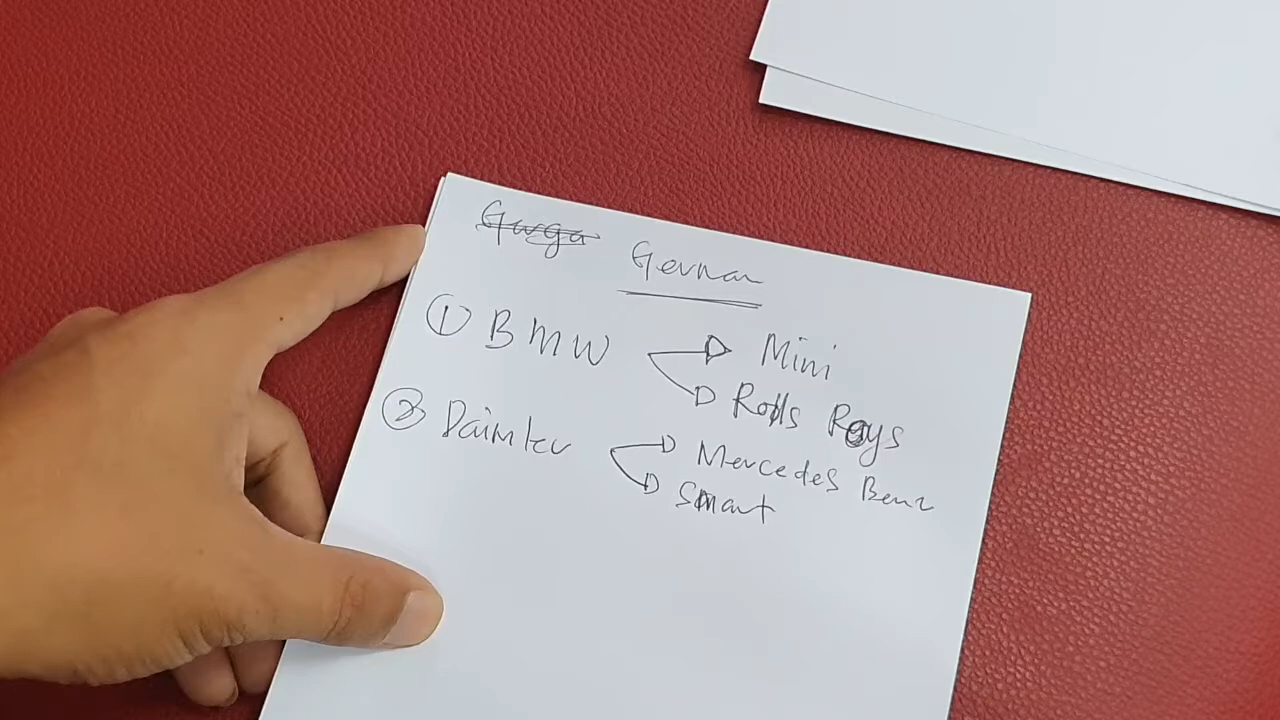 German
① BMW → Mini
→ Rolls Roys
② Daimler → Mercedes Benz
→ Smart